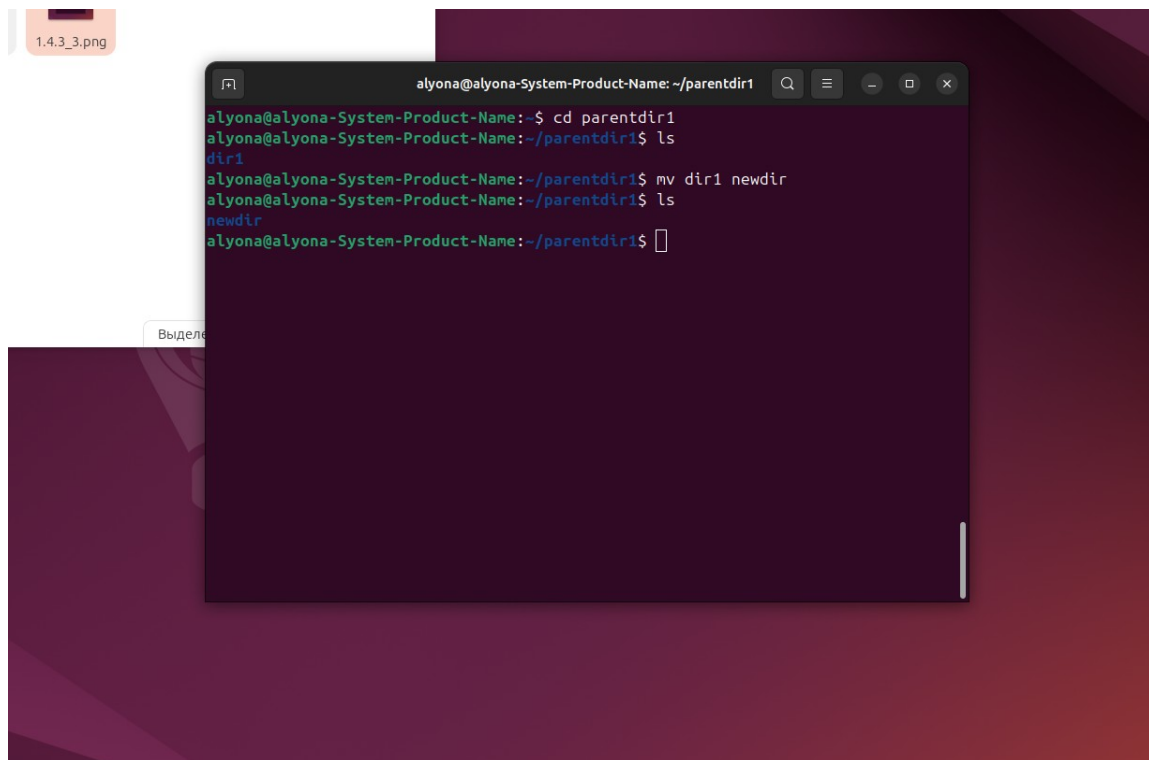 1.4.3_3.png
alyona@alyona-System-Product-Name: ~/parentdir1
alyona@alyona-System-Product-Name:~$ cd parentdir1
alyona@alyona-System-Product-Name:~/parentdir1$ ls
dir1
alyona@alyona-System-Product-Name:~/parentdir1$ mv dir1 newdir
alyona@alyona-System-Product-Name:~/parentdir1$ ls
newdir
alyona@alyona-System-Product-Name:~/parentdir1$